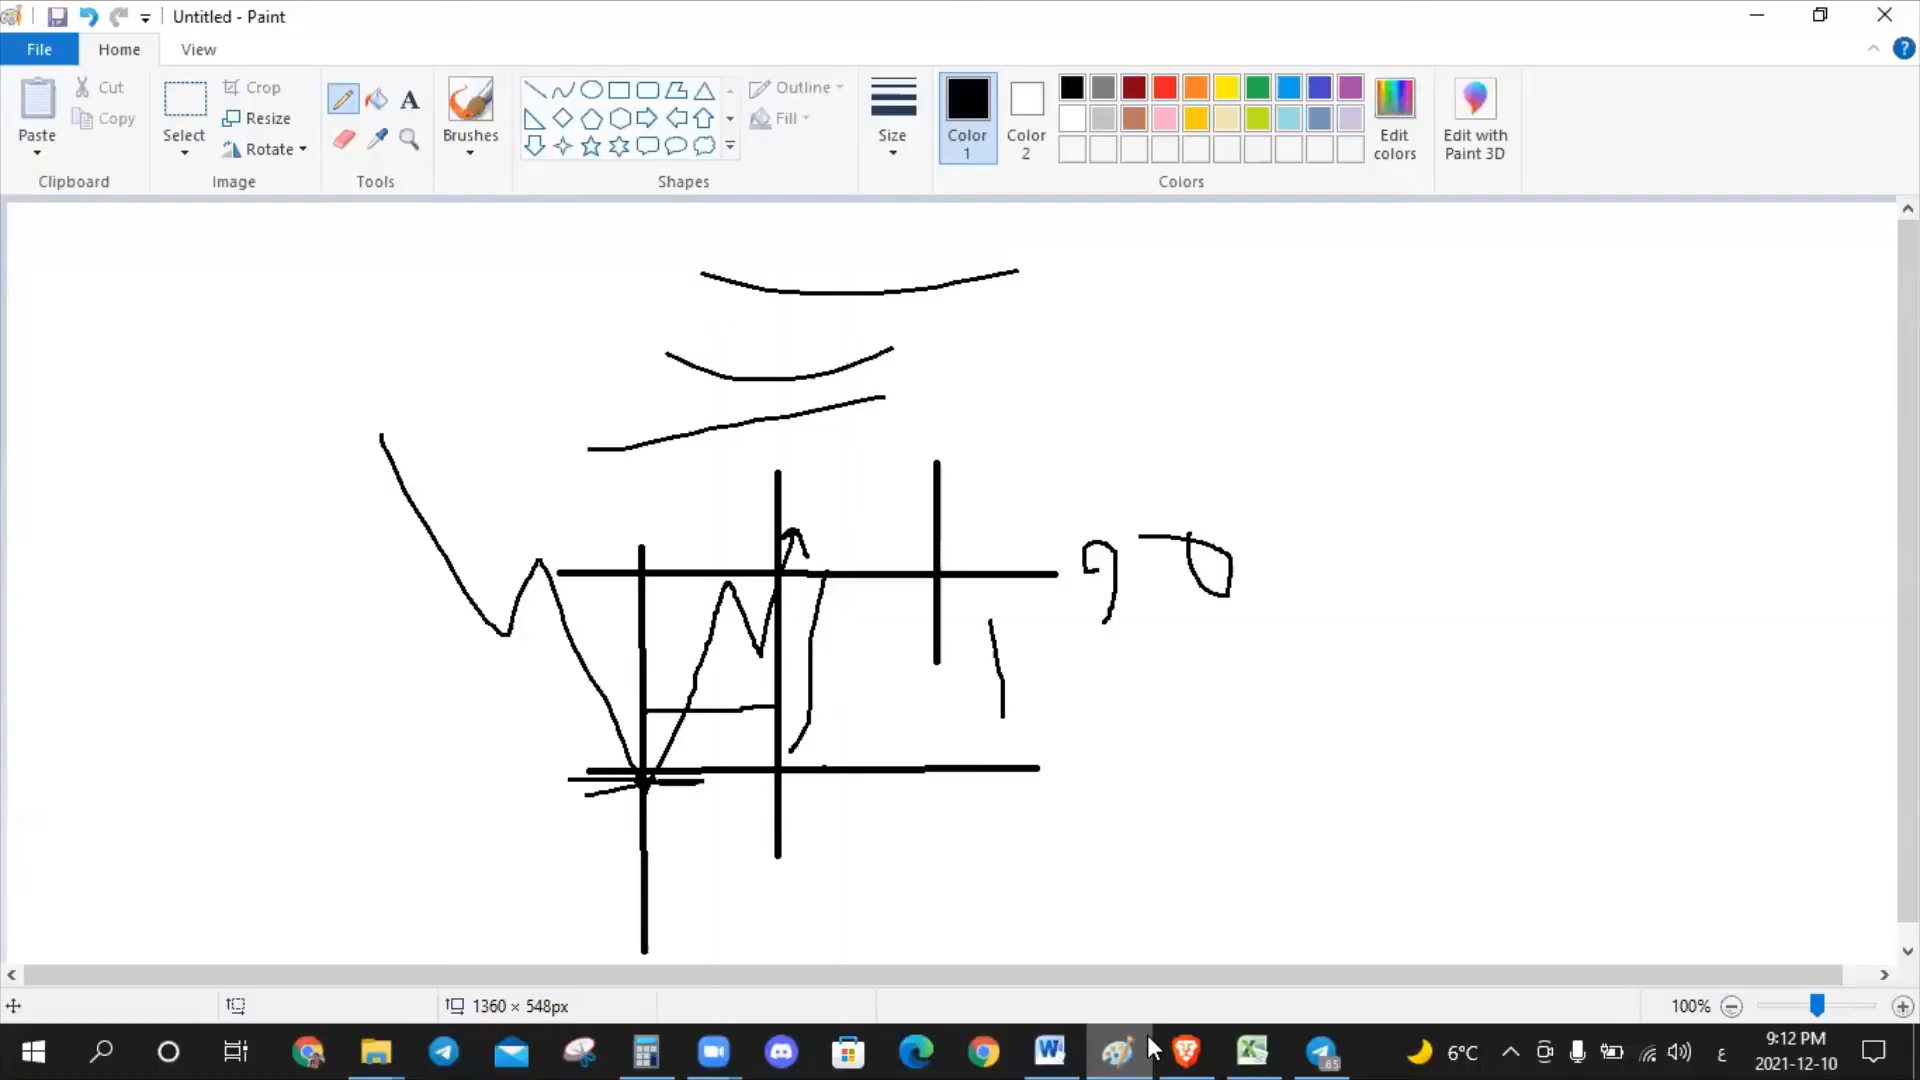 Untitled - Paint
File Home View
Paste Cut Copy Clipboard
Select Crop Resize Rotate Image
A
Tools
Brushes
Outline Fill Shapes
Size
Color 1 Color 2 Edit colors Colors
Edit with Paint 3D
?
1360 × 548px 100%
65 6°C ع 9:12 PM
2021-12-10